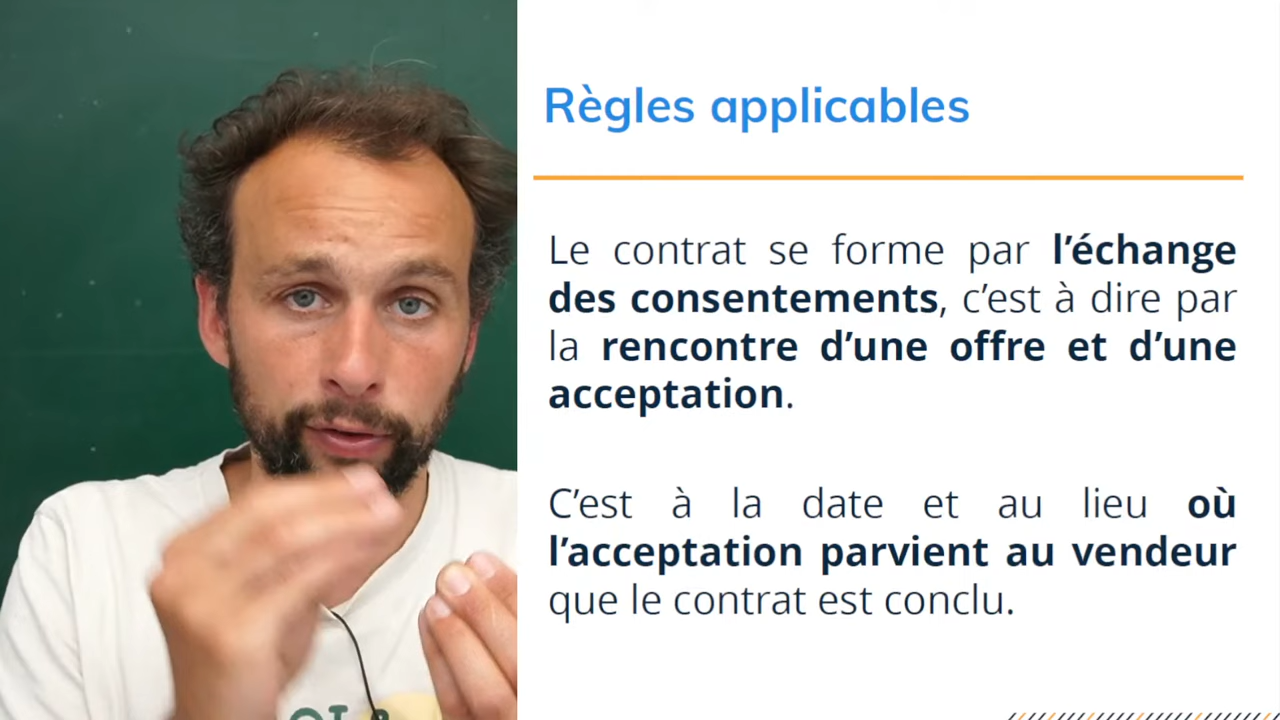 Règles applicables
Le contrat se forme par l’échange
des consentements, c’est à dire par
la rencontre d’une offre et d’une
acceptation.
C’est à la date et au lieu où
l’acceptation parvient au vendeur
que le contrat est conclu.